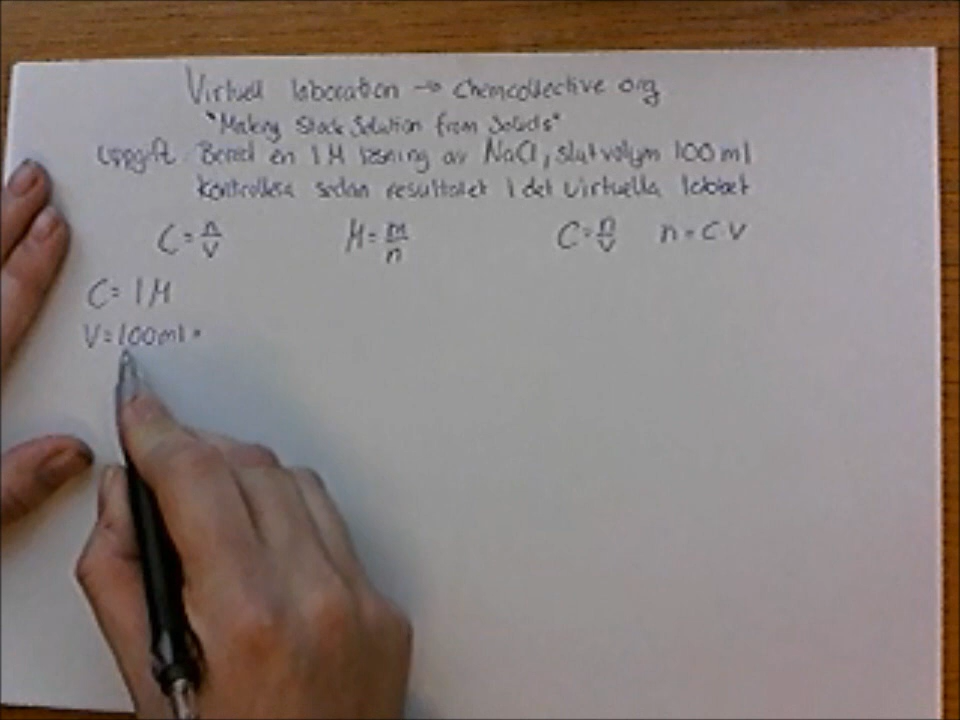 Virtuell laboration → chemcollective org
"Making Stock Solution from Solids"
Uppgift: Bered en 1 M lösning av NaCl, slutvolym 100 ml
Kontrollera sedan resultatet i det virtuella labbet
C = n/V M = m/n C = n/V n = C · V
C = 1 M
V = 100 ml =